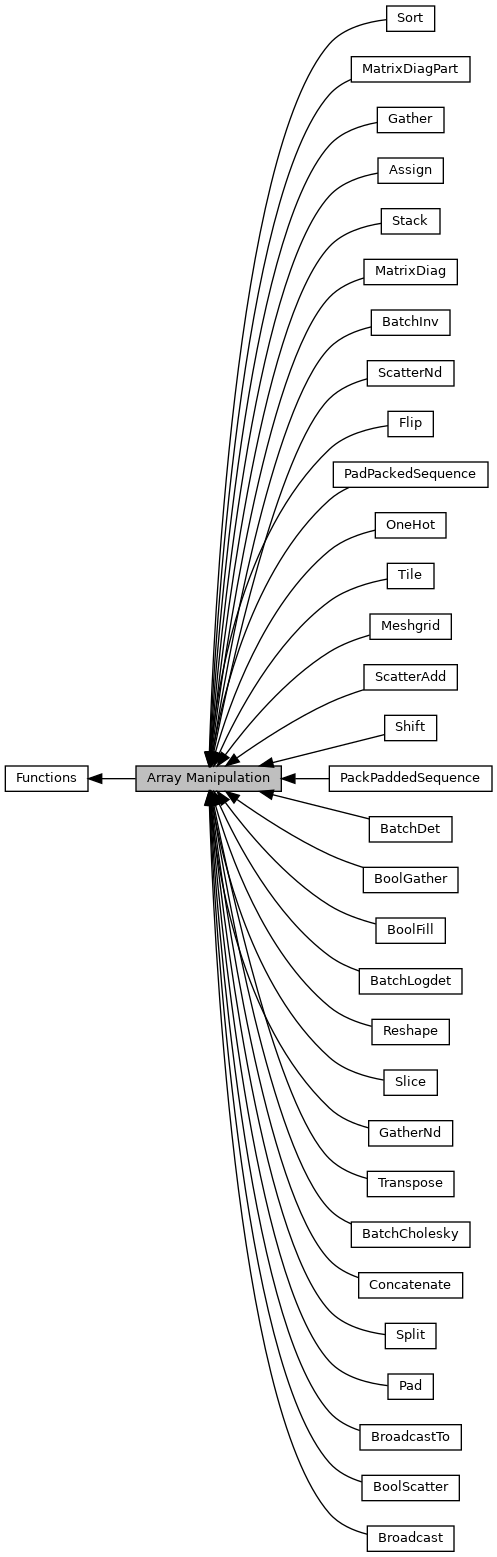 Sort
MatrixDiagPart
Gather
Assign
Stack
MatrixDiag
BatchInv
ScatterNd
Flip
PadPackedSequence
OneHot
Tile
Meshgrid
ScatterAdd
Shift
Functions
Array Manipulation
PackPaddedSequence
BatchDet
BoolGather
BoolFill
BatchLogdet
Reshape
Slice
GatherNd
Transpose
BatchCholesky
Concatenate
Split
Pad
BroadcastTo
BoolScatter
Broadcast